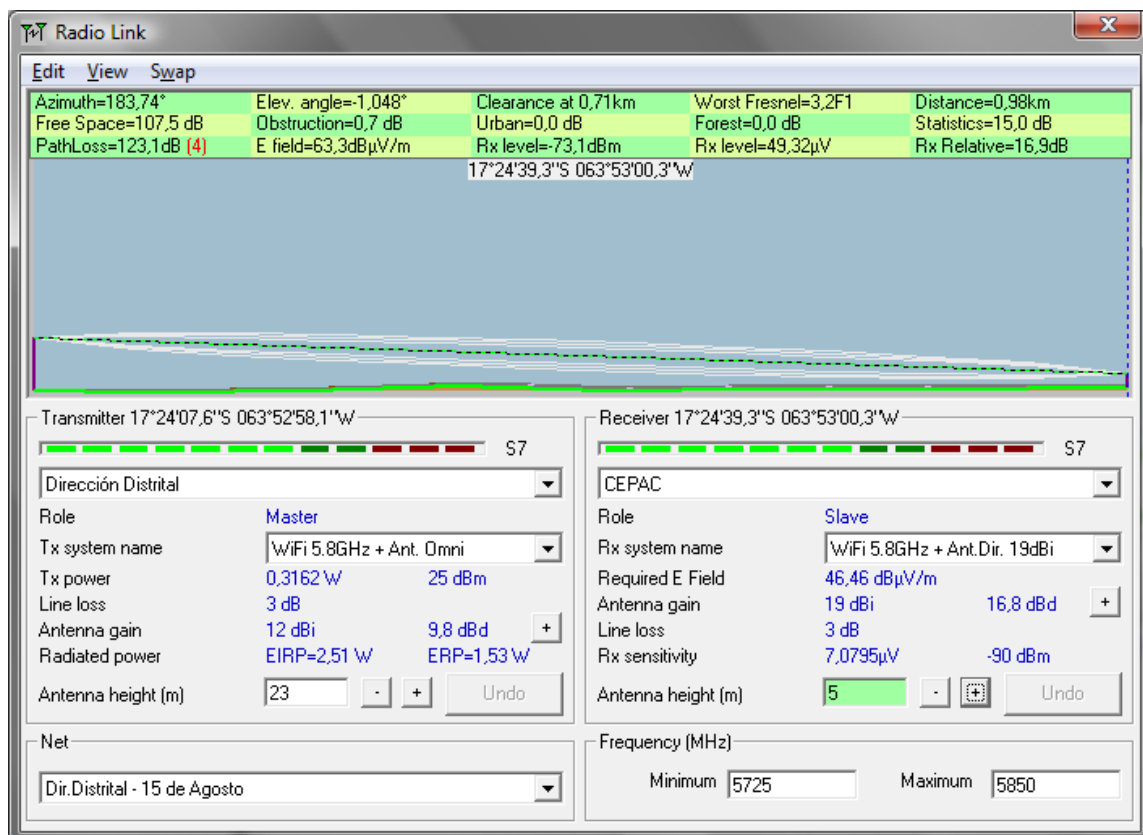 Radio Link
Edit View Swap
Azimuth=183,74° Elev. angle=-1,048° Clearance at 0,71km Worst Fresnel=3,2F1 Distance=0,98km
Free Space=107,5 dB Obstruction=0,7 dB Urban=0,0 dB Forest=0,0 dB Statistics=15,0 dB
PathLoss=123,1dB (4) E field=63,3dBµV/m Rx level=-73,1dBm Rx level=49,32µV Rx Relative=16,9dB
17°24'39,3''S 063°53'00,3''W
Transmitter 17°24'07,6''S 063°52'58,1''W
S7
Dirección Distrital
Role Master
Tx system name WiFi 5.8GHz + Ant. Omni
Tx power 0,3162 W 25 dBm
Line loss 3 dB
Antenna gain 12 dBi 9,8 dBd +
Radiated power EIRP=2,51 W ERP=1,53 W
Antenna height (m) 23 - + Undo
Net
Dir.Distrital - 15 de Agosto
Receiver 17°24'39,3''S 063°53'00,3''W
S7
CEPAC
Role Slave
Rx system name WiFi 5.8GHz + Ant.Dir. 19dBi
Required E Field 46,46 dBµV/m
Antenna gain 19 dBi 16,8 dBd +
Line loss 3 dB
Rx sensitivity 7,0795µV -90 dBm
Antenna height (m) 5 - + Undo
Frequency (MHz)
Minimum 5725 Maximum 5850